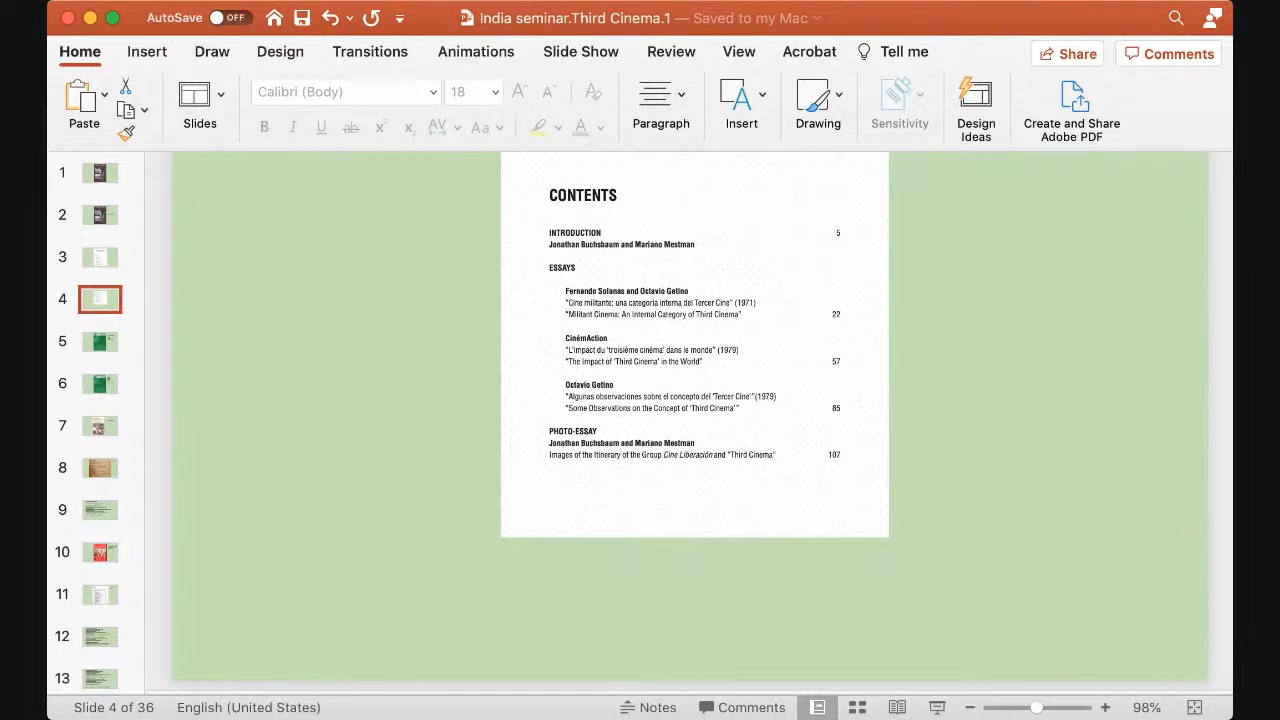 AutoSave OFF India seminar.Third Cinema.1 — Saved to my Mac
Home Insert Draw Design Transitions Animations Slide Show Review View Acrobat Tell me Share Comments
Calibri (Body) 18
Paste Slides Paragraph Insert Drawing Sensitivity Design Ideas Create and Share Adobe PDF
1
2
3
4
5
6
7
8
9
10
11
12
13
CONTENTS
INTRODUCTION 5
Jonathan Buchsbaum and Mariano Mestman
ESSAYS
Fernando Solanas and Octavio Getino
"Cine militante: una categoría interna del Tercer Cine" (1971)
"Militant Cinema: An Internal Category of Third Cinema" 22
CinémAction
"L'impact du 'troisième cinéma' dans le monde" (1979)
"The Impact of 'Third Cinema' in the World" 57
Octavio Getino
"Algunas observaciones sobre el concepto del 'Tercer Cine'" (1979)
"Some Observations on the Concept of 'Third Cinema'" 85
PHOTO-ESSAY
Jonathan Buchsbaum and Mariano Mestman
Images of the Itinerary of the Group Cine Liberación and "Third Cinema" 107
Slide 4 of 36 English (United States) Notes Comments 98%